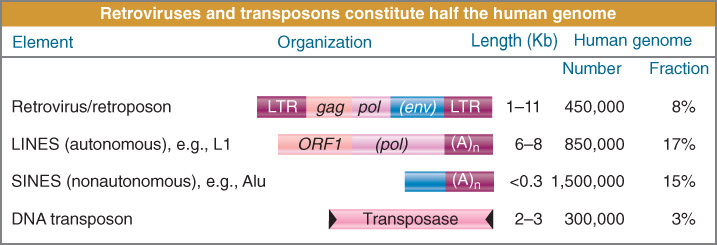 Retroviruses and transposons constitute half the human genome
Element Organization Length (Kb) Human genome
Number Fraction
Retrovirus/retroposon LTR gag pol (env) LTR 1–11 450,000 8%
LINES (autonomous), e.g., L1 ORF1 (pol) (A)n 6–8 850,000 17%
SINES (nonautonomous), e.g., Alu (A)n <0.3 1,500,000 15%
DNA transposon Transposase 2–3 300,000 3%